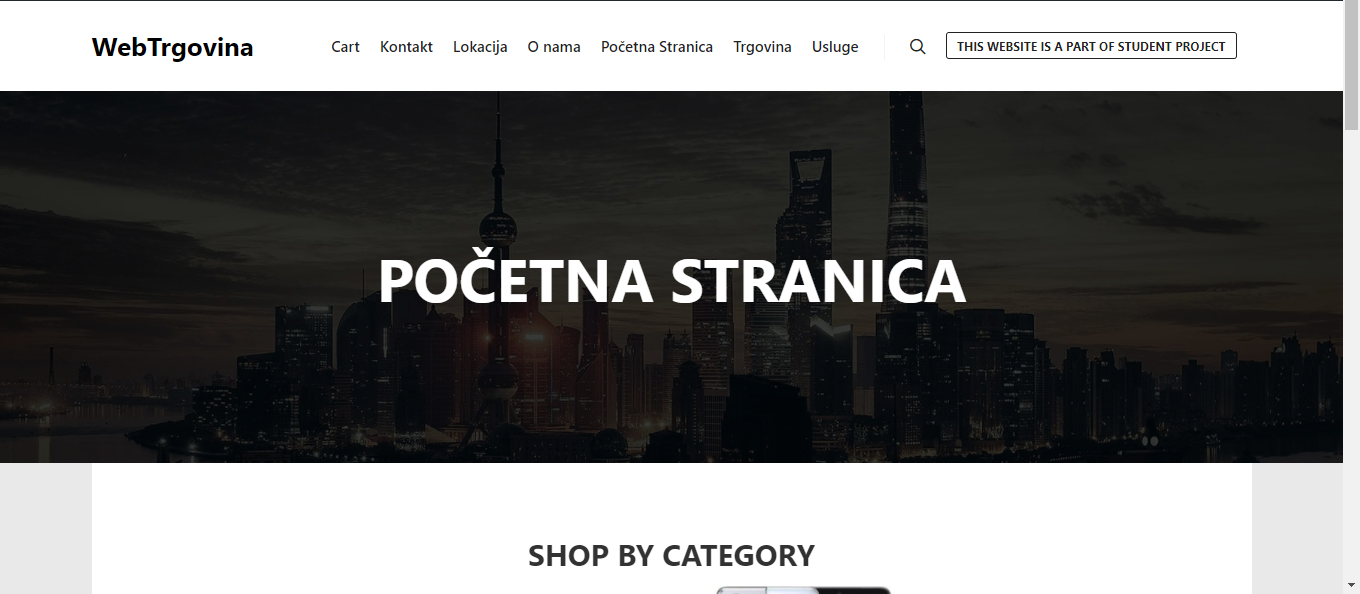 WebTrgovina
Cart Kontakt Lokacija O nama Početna Stranica Trgovina Usluge
THIS WEBSITE IS A PART OF STUDENT PROJECT
POČETNA STRANICA
SHOP BY CATEGORY